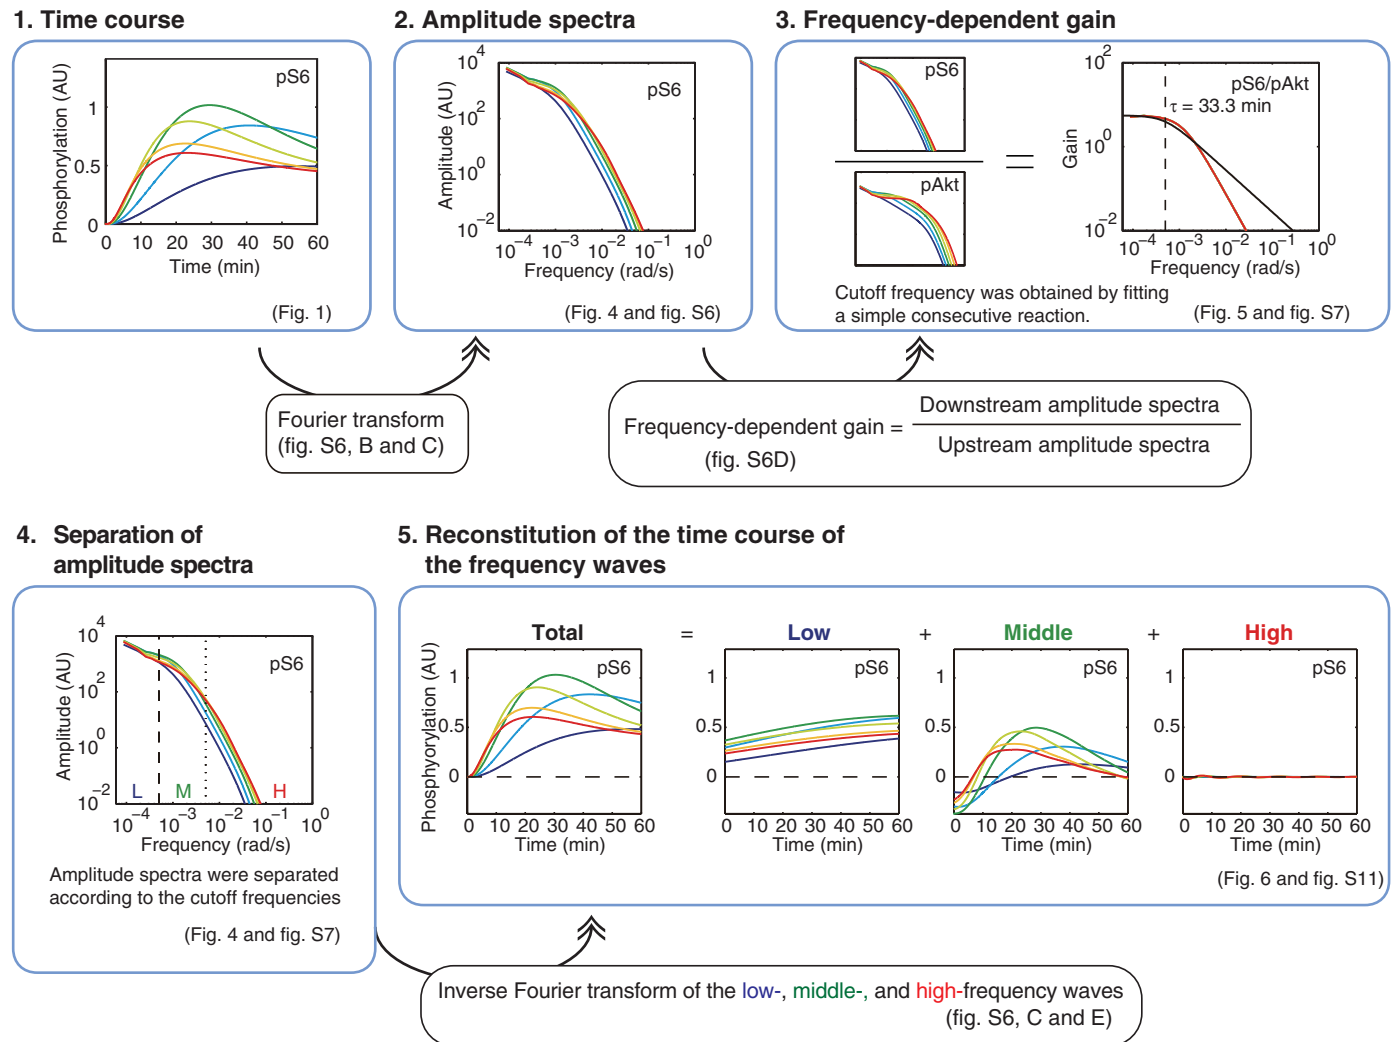 1. Time course
Phosphorylation (AU)
1
0.5
0
pS6
0 10 20 30 40 50 60
Time (min)
(Fig. 1)
2. Amplitude spectra
Amplitude (AU)
10^4
10^2
10^0
10^−2
pS6
10^−4 10^−3 10^−2 10^−1 10^0
Frequency (rad/s)
(Fig. 4 and fig. S6)
3. Frequency-dependent gain
pS6
pAkt
=
Gain
10^2
10^0
10^−2
pS6/pAkt
τ = 33.3 min
10^−4 10^−3 10^−2 10^−1 10^0
Frequency (rad/s)
Cutoff frequency was obtained by fitting
a simple consecutive reaction.
(Fig. 5 and fig. S7)
Fourier transform
(fig. S6, B and C)
Frequency-dependent gain =
Downstream amplitude spectra
Upstream amplitude spectra
(fig. S6D)
4. Separation of
amplitude spectra
Amplitude (AU)
10^4
10^2
10^0
10^−2
pS6
L M H
10^−4 10^−3 10^−2 10^−1 10^0
Frequency (rad/s)
Amplitude spectra were separated
according to the cutoff frequencies
(Fig. 4 and fig. S7)
5. Reconstitution of the time course of
the frequency waves
Total = Low + Middle + High
Phosphoyrylation (AU)
pS6
1
0.5
0
0 10 20 30 40 50 60
Time (min)
pS6
1
0.5
0
0 10 20 30 40 50 60
Time (min)
pS6
1
0.5
0
0 10 20 30 40 50 60
Time (min)
pS6
1
0.5
0
0 10 20 30 40 50 60
Time (min)
(Fig. 6 and fig. S11)
Inverse Fourier transform of the low-, middle-, and high-frequency waves
(fig. S6, C and E)